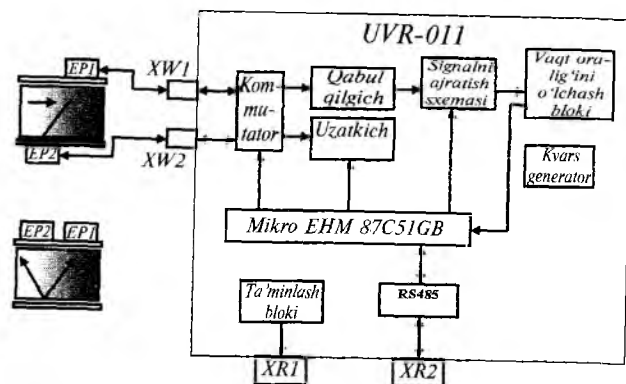 UVR-011
EP1
XW1
EP2
XW2
Kom-
mu-
tator
Qabul
qilgich
Uzatkich
Signalni
ajratish
sxemasi
Vaqt ora-
lig‘ini
o‘lchash
bloki
Kvars
generator
Mikro EHM 87C51GB
EP2
EP1
Ta’minlash
bloki
RS485
XR1
XR2